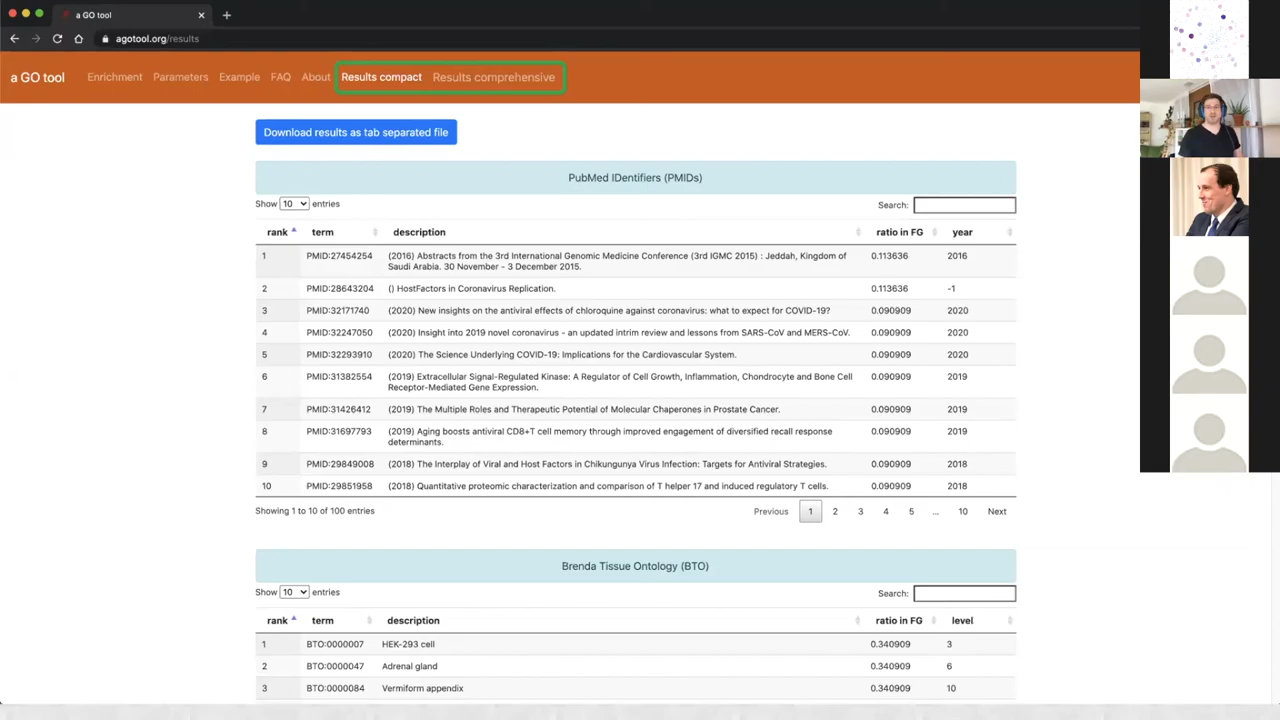 a GO tool
agotool.org/results
a GO tool Enrichment Parameters Example FAQ About Results compact Results comprehensive
Download results as tab separated file
PubMed IDentifiers (PMIDs)
Show 10 entries Search:
rank term description ratio in FG year
1 PMID:27454254 (2016) Abstracts from the 3rd International Genomic Medicine Conference (3rd IGMC 2015) : Jeddah, Kingdom of
Saudi Arabia. 30 November - 3 December 2015. 0.113636 2016
2 PMID:28643204 () HostFactors in Coronavirus Replication. 0.113636 -1
3 PMID:32171740 (2020) New insights on the antiviral effects of chloroquine against coronavirus: what to expect for COVID-19? 0.090909 2020
4 PMID:32247050 (2020) Insight into 2019 novel coronavirus - an updated intrim review and lessons from SARS-CoV and MERS-CoV. 0.090909 2020
5 PMID:32293910 (2020) The Science Underlying COVID-19: Implications for the Cardiovascular System. 0.090909 2020
6 PMID:31382554 (2019) Extracellular Signal-Regulated Kinase: A Regulator of Cell Growth, Inflammation, Chondrocyte and Bone Cell
Receptor-Mediated Gene Expression. 0.090909 2019
7 PMID:31426412 (2019) The Multiple Roles and Therapeutic Potential of Molecular Chaperones in Prostate Cancer. 0.090909 2019
8 PMID:31697793 (2019) Aging boosts antiviral CD8+T cell memory through improved engagement of diversified recall response
determinants. 0.090909 2019
9 PMID:29849008 (2018) The Interplay of Viral and Host Factors in Chikungunya Virus Infection: Targets for Antiviral Strategies. 0.090909 2018
10 PMID:29851958 (2018) Quantitative proteomic characterization and comparison of T helper 17 and induced regulatory T cells. 0.090909 2018
Showing 1 to 10 of 100 entries Previous 1 2 3 4 5 ... 10 Next
Brenda Tissue Ontology (BTO)
Show 10 entries Search:
rank term description ratio in FG level
1 BTO:0000007 HEK-293 cell 0.340909 3
2 BTO:0000047 Adrenal gland 0.340909 6
3 BTO:0000084 Vermiform appendix 0.340909 10